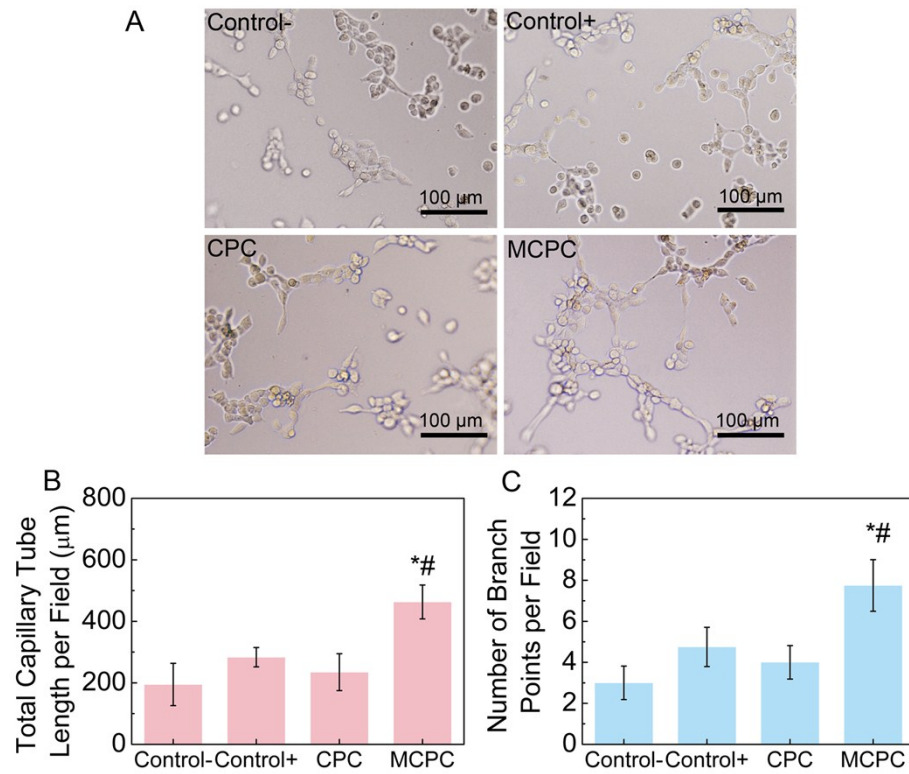 A
Control-
Control+
100 µm
100 µm
CPC
MCPC
100 µm
100 µm
B
Total Capillary Tube
Length per Field (µm)
800
600
400
200
0
*#
Control-
Control+
CPC
MCPC
C
Number of Branch
Points per Field
12
10
8
6
4
2
0
*#
Control-
Control+
CPC
MCPC